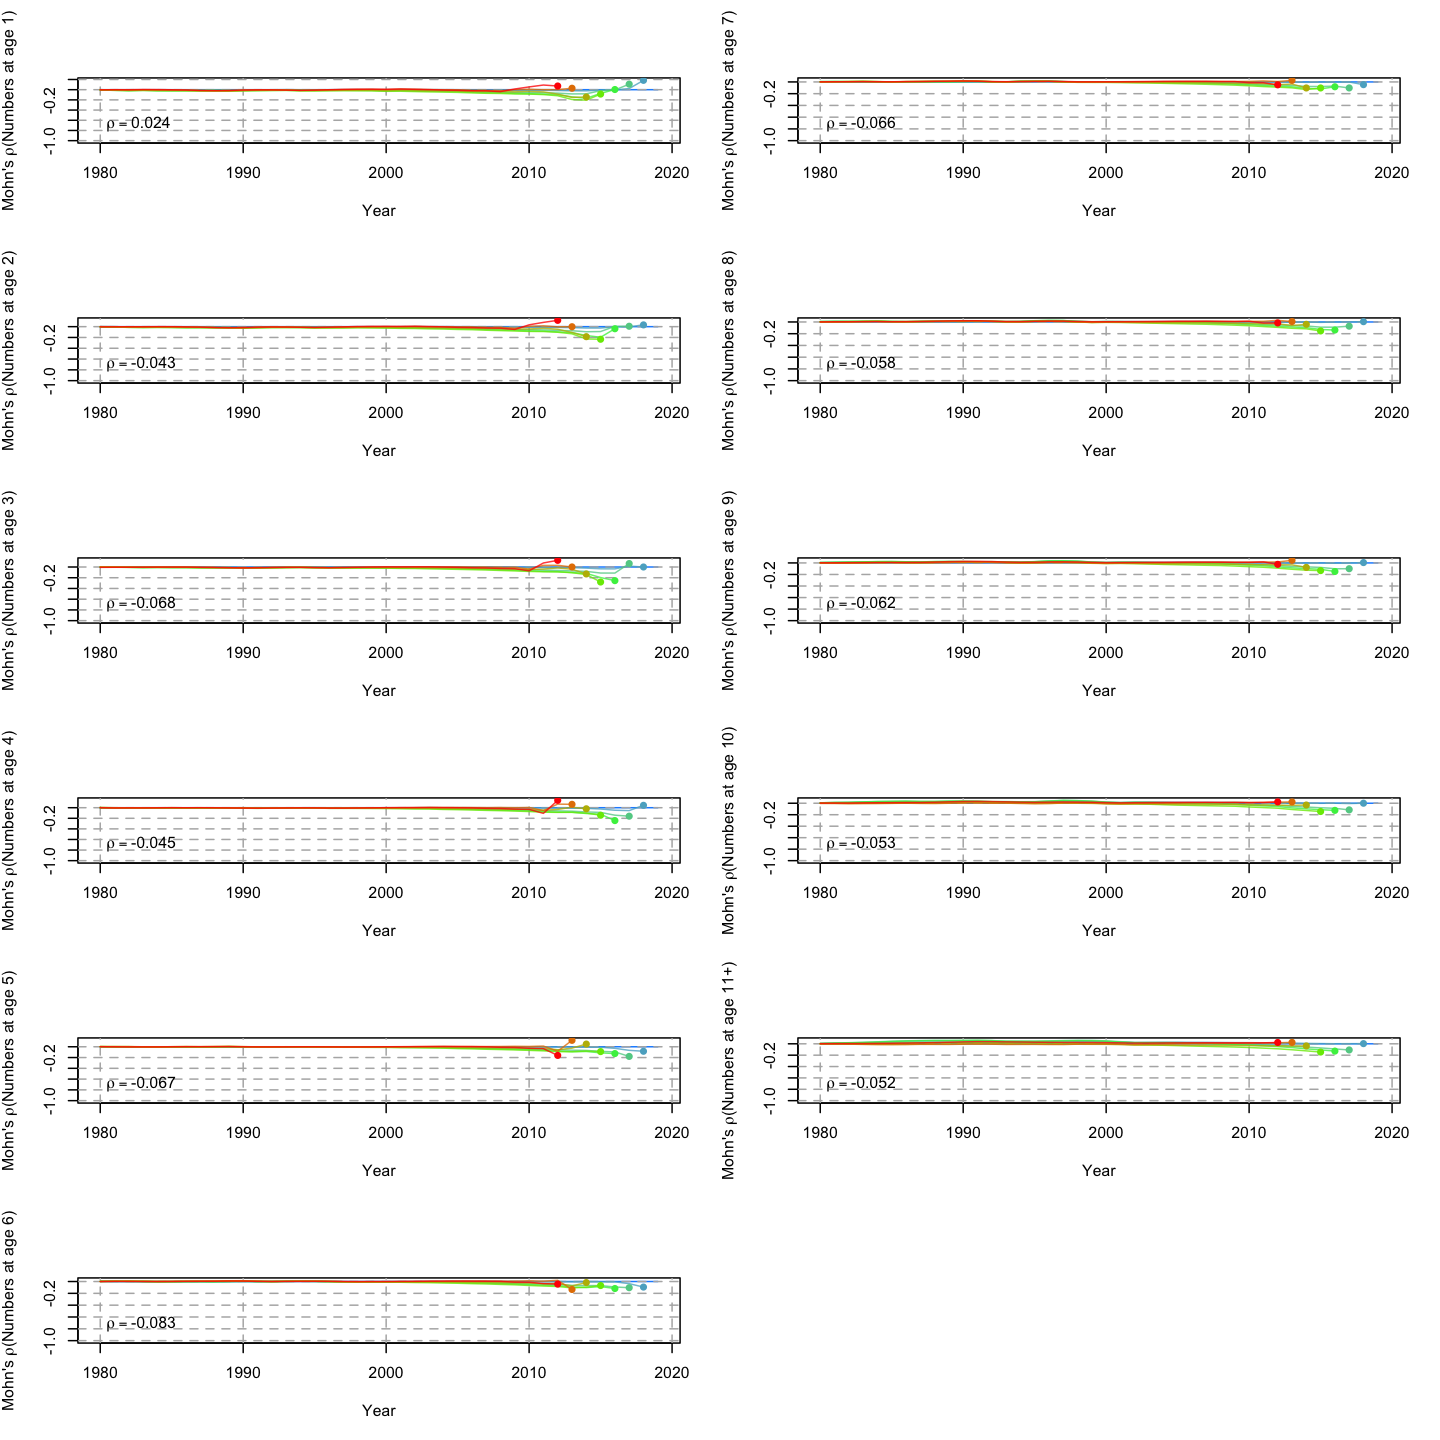 Mohn's ρ(Numbers at age 1)
-0.2
-1.0
ρ = 0.024
1980 1990 2000 2010 2020
Year
Mohn's ρ(Numbers at age 2)
-0.2
-1.0
ρ = -0.043
1980 1990 2000 2010 2020
Year
Mohn's ρ(Numbers at age 3)
-0.2
-1.0
ρ = -0.068
1980 1990 2000 2010 2020
Year
Mohn's ρ(Numbers at age 4)
-0.2
-1.0
ρ = -0.045
1980 1990 2000 2010 2020
Year
Mohn's ρ(Numbers at age 5)
-0.2
-1.0
ρ = -0.067
1980 1990 2000 2010 2020
Year
Mohn's ρ(Numbers at age 6)
-0.2
-1.0
ρ = -0.083
1980 1990 2000 2010 2020
Year
Mohn's ρ(Numbers at age 7)
-0.2
-1.0
ρ = -0.066
1980 1990 2000 2010 2020
Year
Mohn's ρ(Numbers at age 8)
-0.2
-1.0
ρ = -0.058
1980 1990 2000 2010 2020
Year
Mohn's ρ(Numbers at age 9)
-0.2
-1.0
ρ = -0.062
1980 1990 2000 2010 2020
Year
Mohn's ρ(Numbers at age 10)
-0.2
-1.0
ρ = -0.053
1980 1990 2000 2010 2020
Year
Mohn's ρ(Numbers at age 11+)
-0.2
-1.0
ρ = -0.052
1980 1990 2000 2010 2020
Year